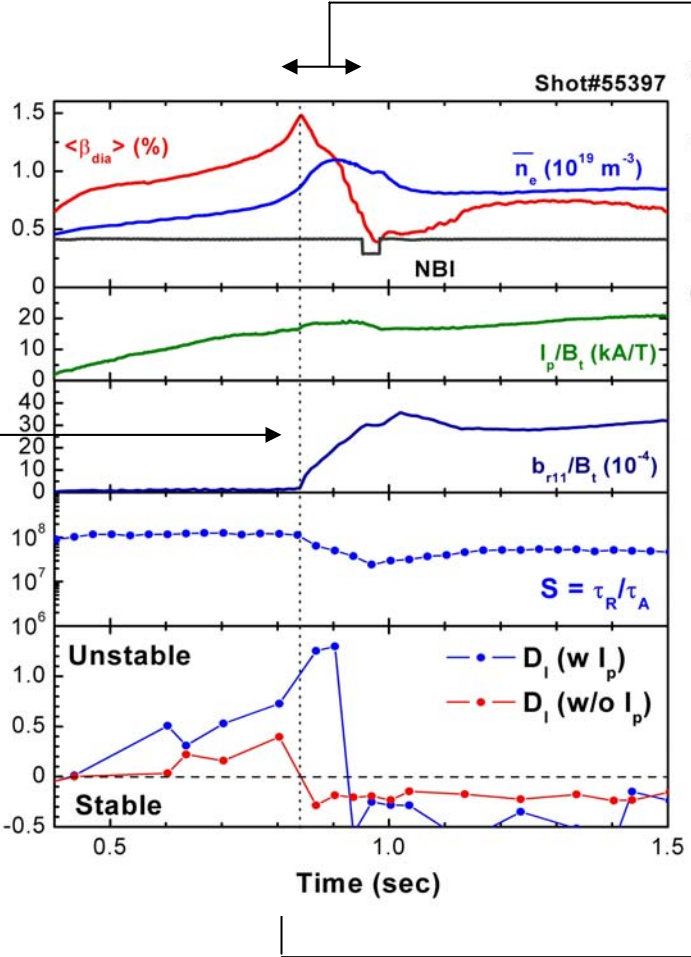 Shot#55397
1.5
<β_dia> (%)
n̅_e (10^19 m^-3)
1.0
0.5
0
NBI
20
10
0
I_p/B_t (kA/T)
40
30
20
10
0
b_r11/B_t (10^-4)
10^8
10^7
10^6
S = τ_R/τ_A
Unstable
D_I (w I_p)
D_I (w/o I_p)
1.0
0.5
0
Stable
-0.5
0.5 1.0 1.5
Time (sec)